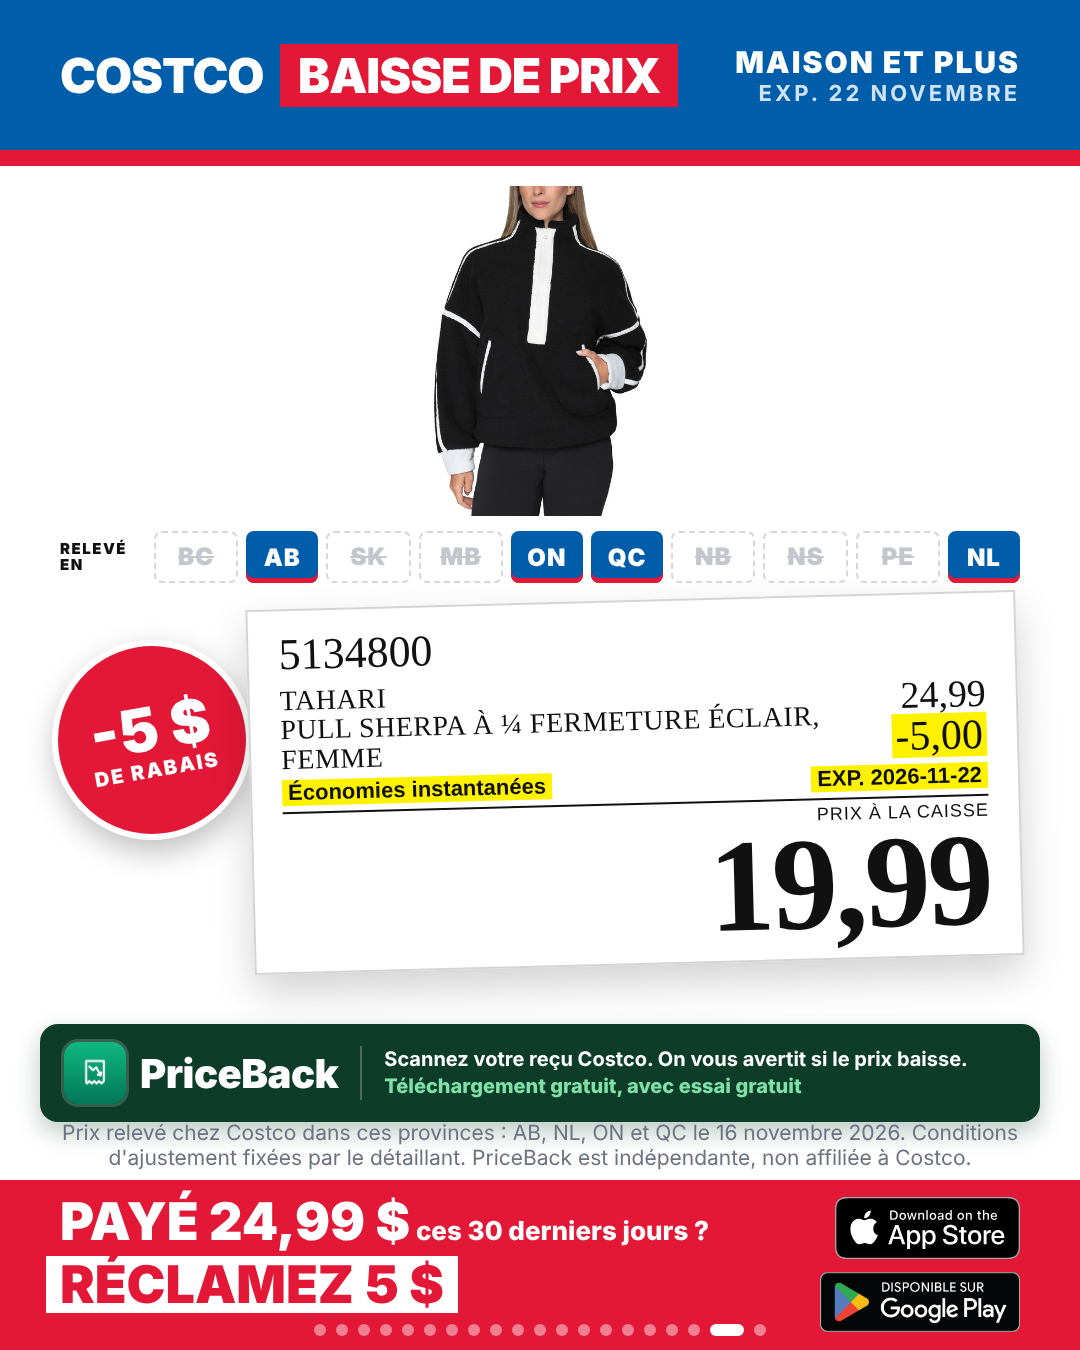 COSTCO BAISSE DE PRIX
MAISON ET PLUS
EXP. 22 NOVEMBRE
RELEVÉ
EN
BC AB SK MB ON QC NB NS PE NL
5134800
TAHARI
PULL SHERPA À ¼ FERMETURE ÉCLAIR,
FEMME
24,99
-5,00
Économies instantanées
EXP. 2026-11-22
PRIX À LA CAISSE
19,99
-5 $
DE RABAIS
PriceBack
Scannez votre reçu Costco. On vous avertit si le prix baisse.
Téléchargement gratuit, avec essai gratuit
Prix relevé chez Costco dans ces provinces : AB, NL, ON et QC le 16 novembre 2026. Conditions
d'ajustement fixées par le détaillant. PriceBack est indépendante, non affiliée à Costco.
PAYÉ 24,99 $ ces 30 derniers jours ?
RÉCLAMEZ 5 $
Download on the
App Store
DISPONIBLE SUR
Google Play